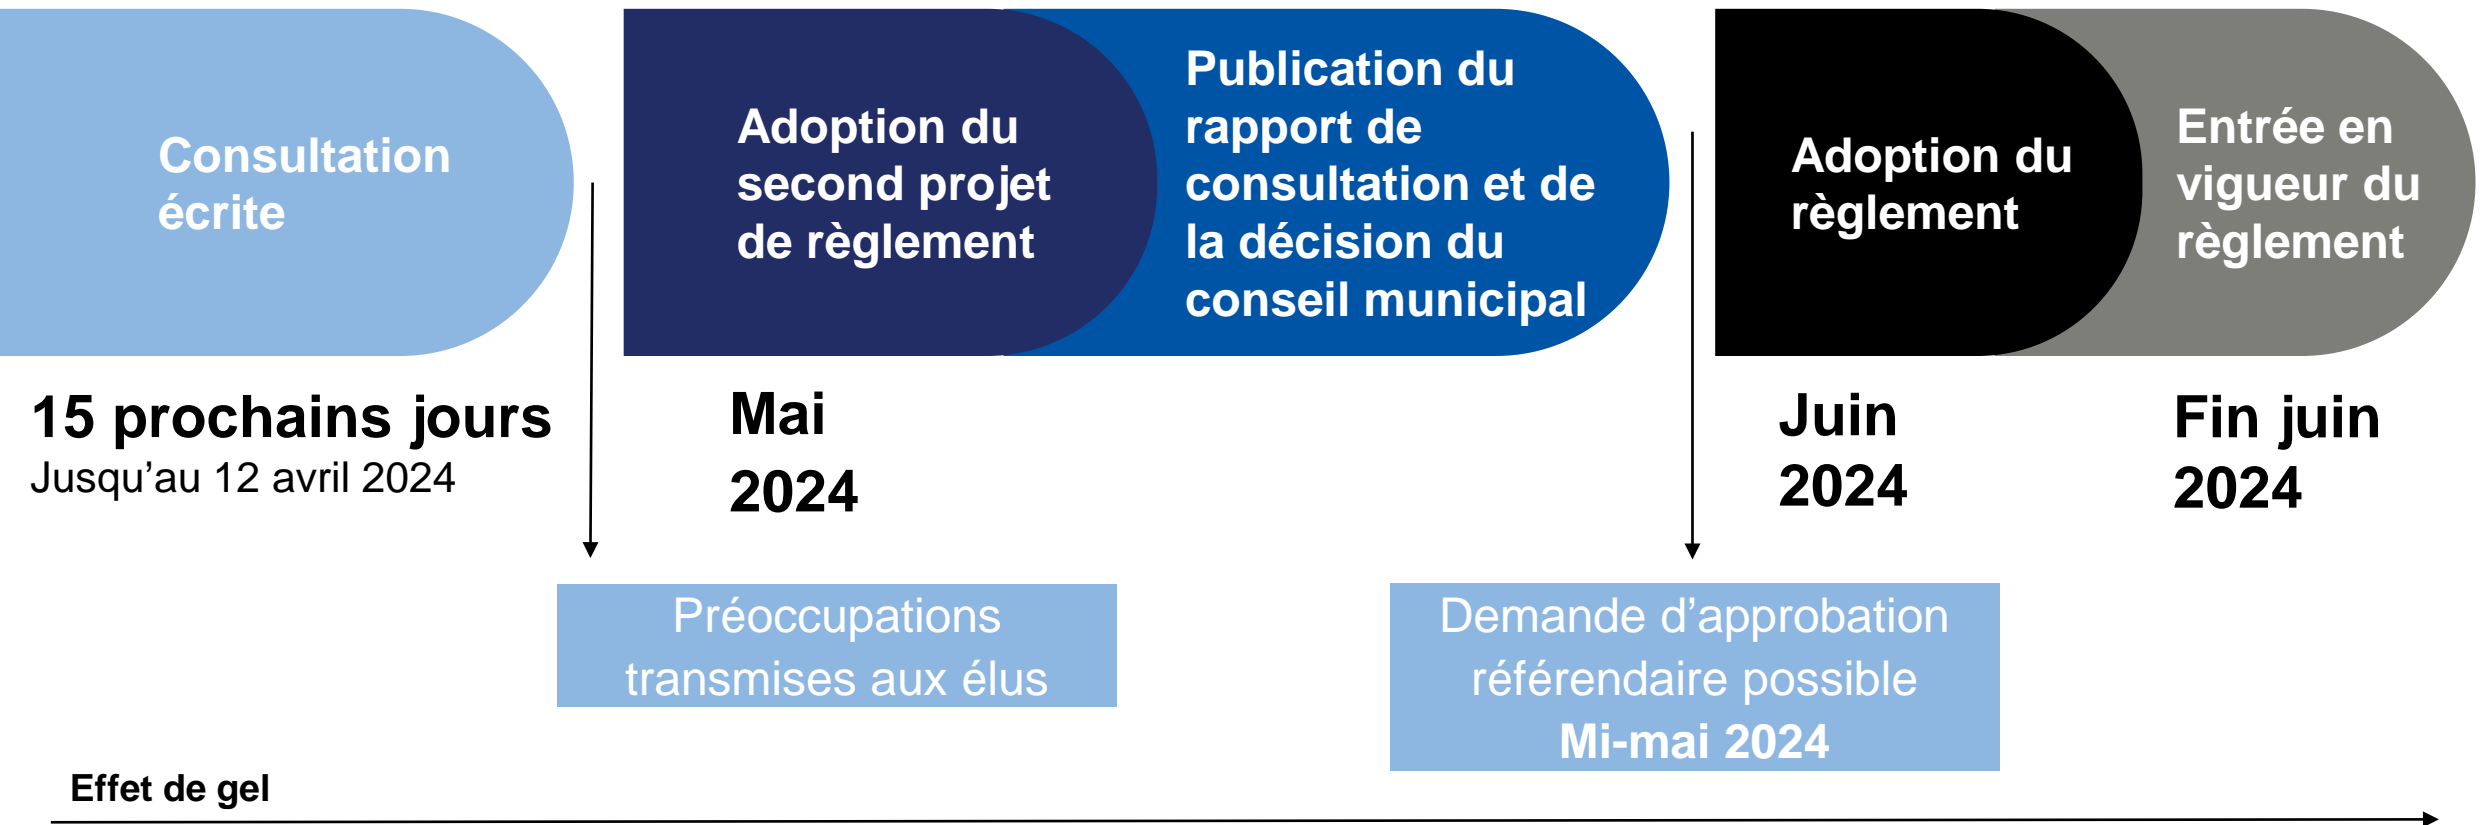 Consultation
écrite
Adoption du
second projet
de règlement
Publication du
rapport de
consultation et de
la décision du
conseil municipal
Adoption du
règlement
Entrée en
vigueur du
règlement
15 prochains jours
Jusqu’au 12 avril 2024
Mai
2024
Juin
2024
Fin juin
2024
Préoccupations
transmises aux élus
Demande d’approbation
référendaire possible
Mi-mai 2024
Effet de gel